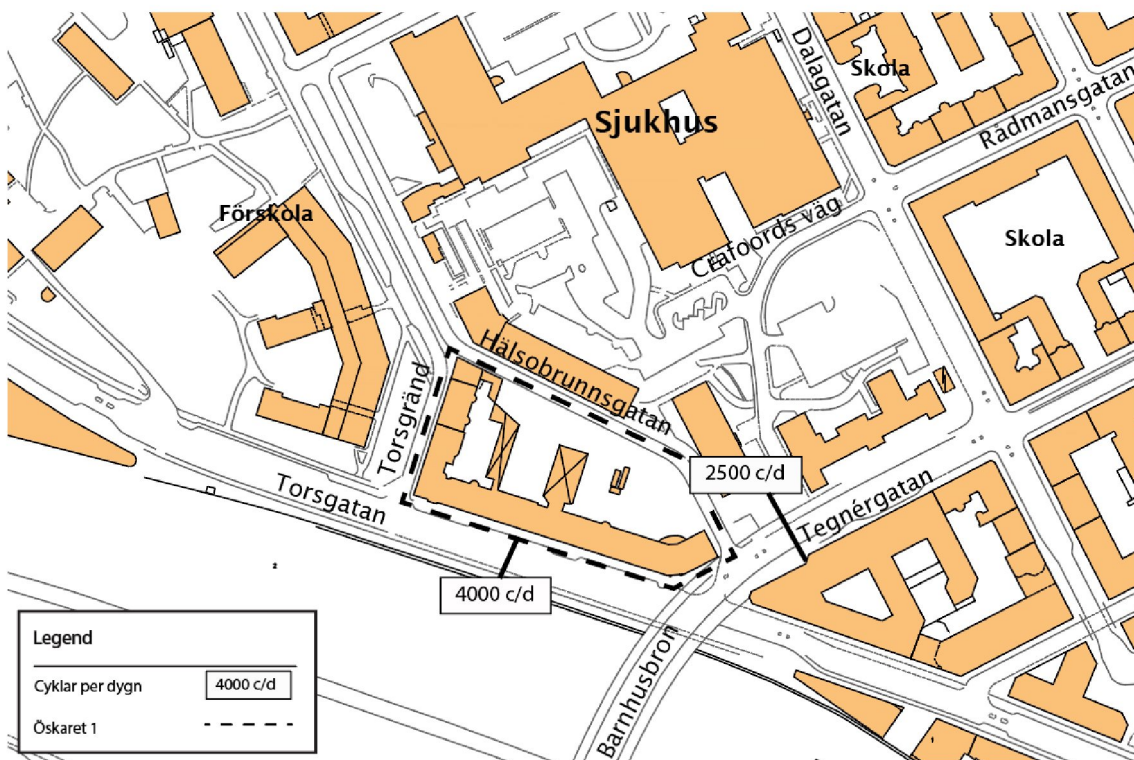 Dalagatan
Skola
Sjukhus
Rådmansgatan
Förskola
Crafoords väg
Skola
Hälsobrunnsgatan
Torsgränd
2500 c/d
Torsgatan
Tegnérgatan
4000 c/d
Barnhusbron
Legend
Cyklar per dygn
4000 c/d
Öskaret 1